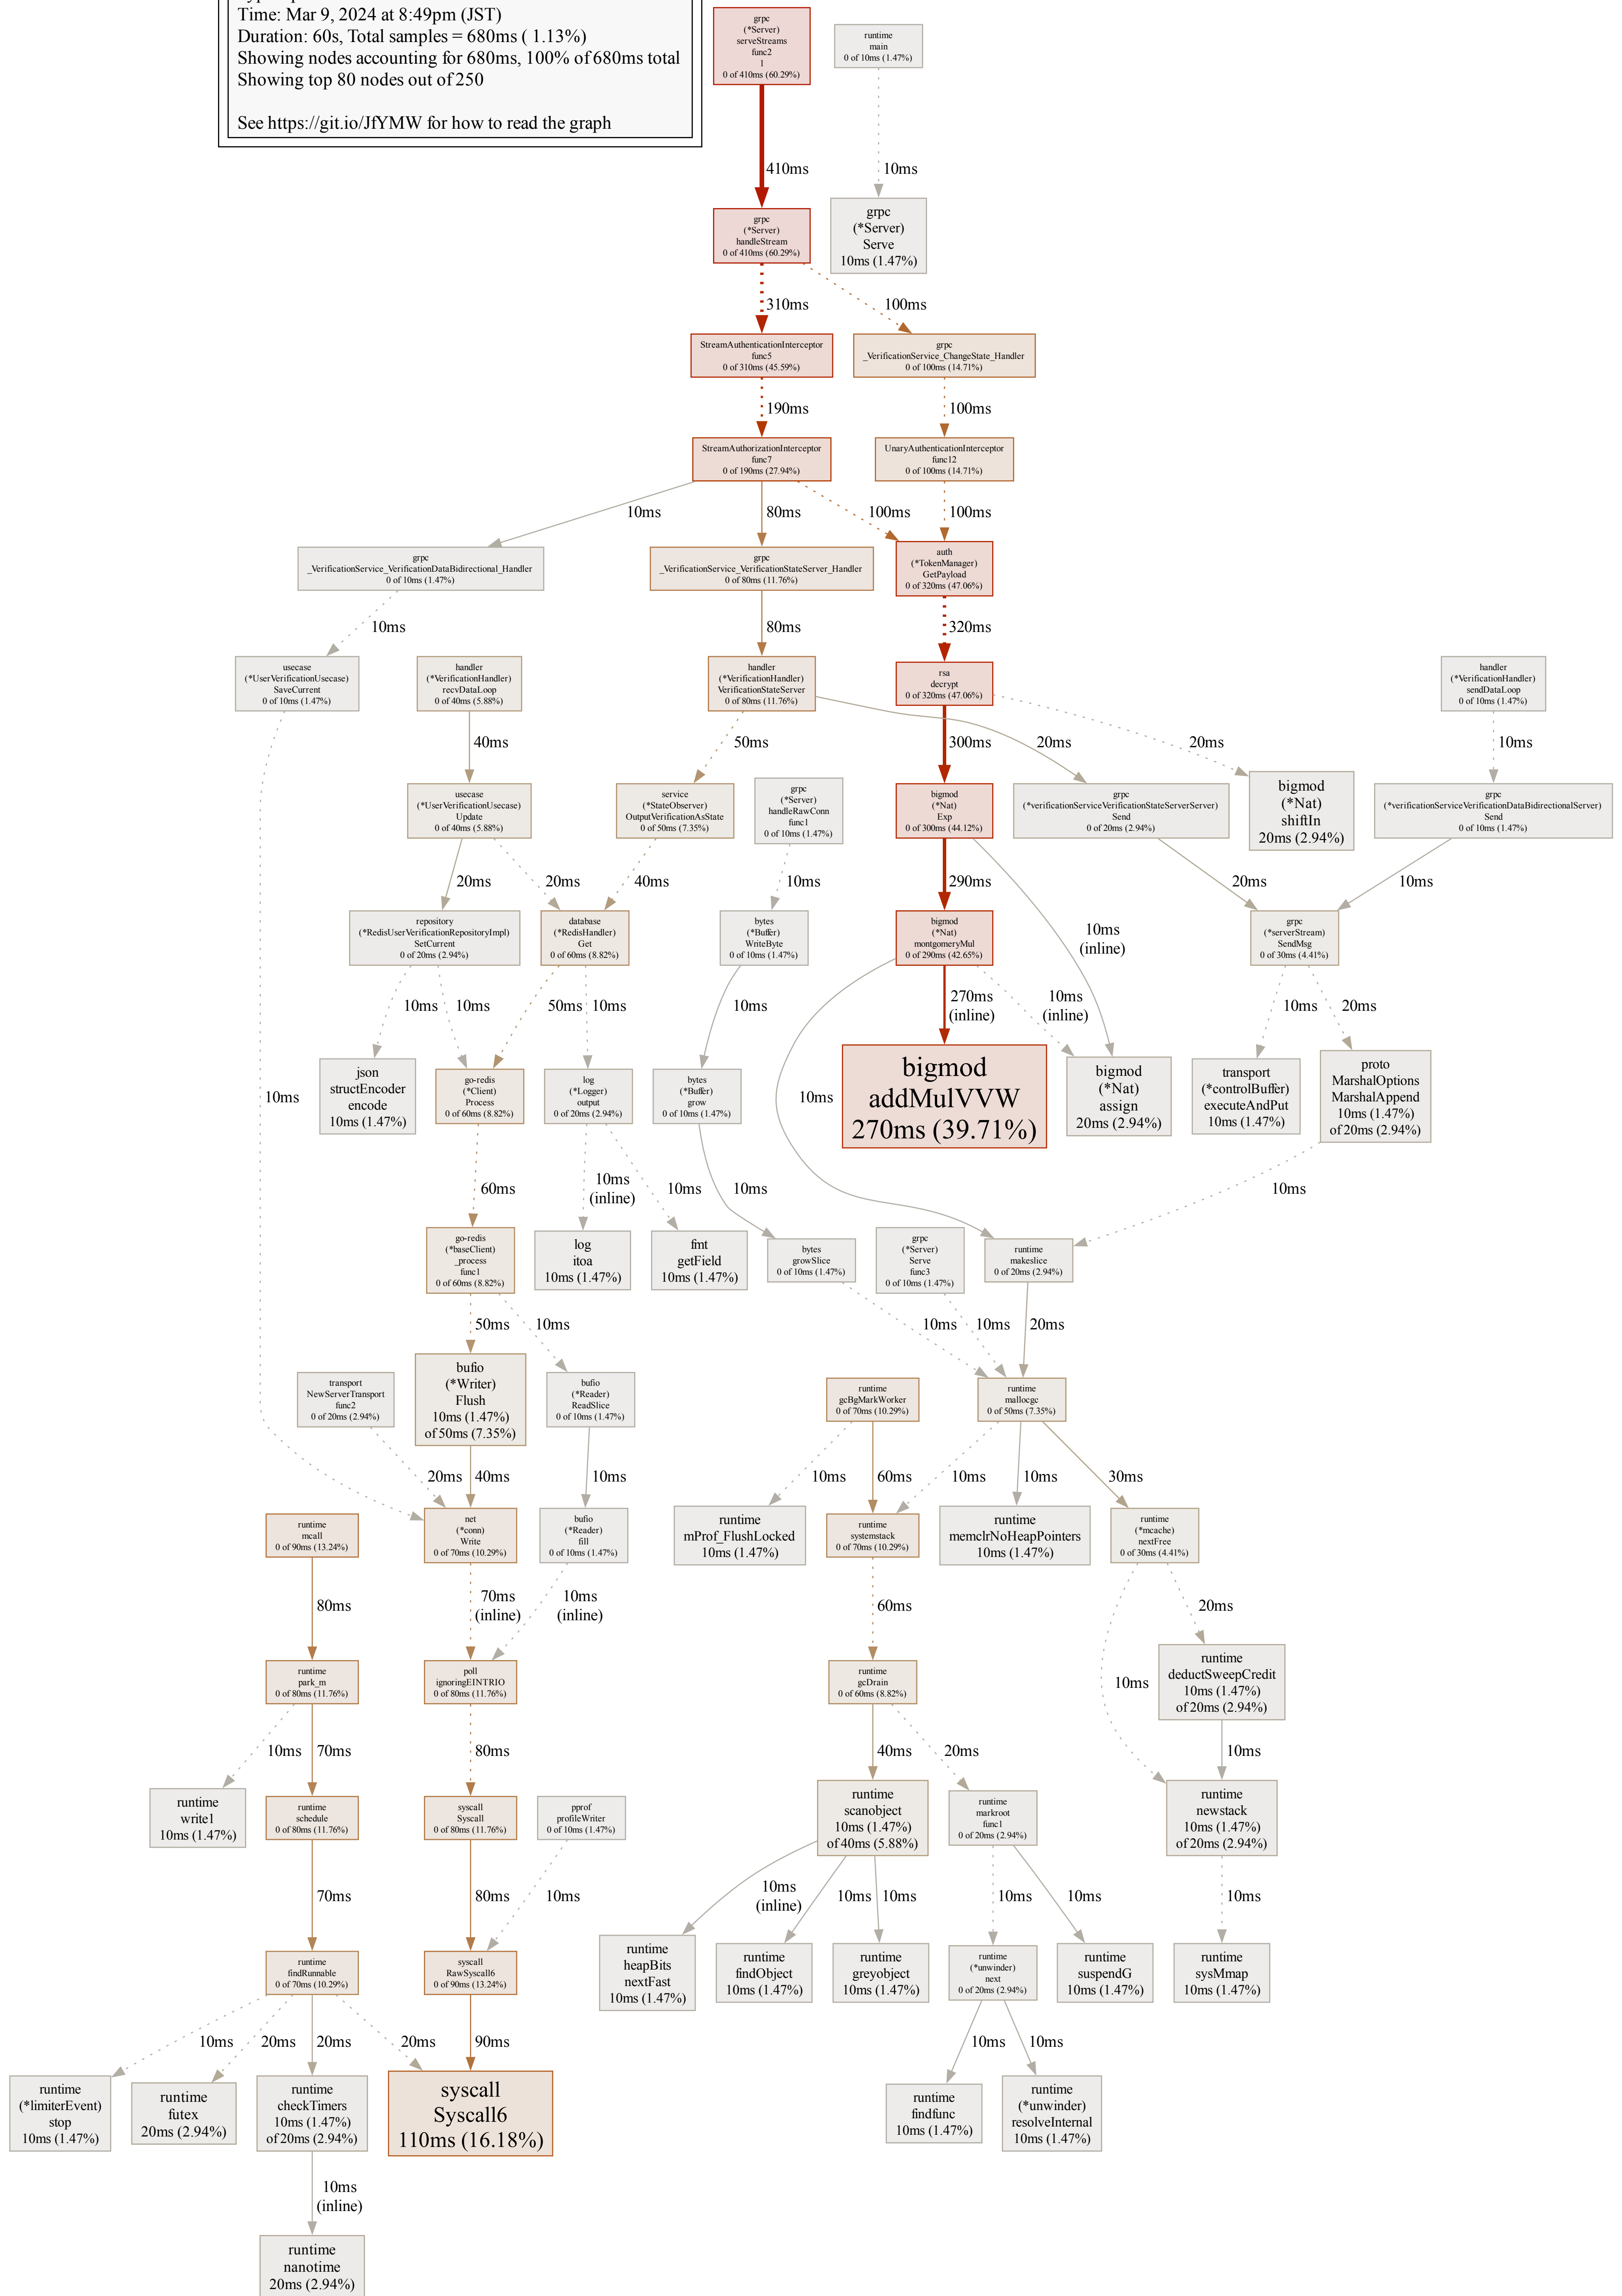 Time: Mar 9, 2024 at 8:49pm (JST)
Duration: 60s, Total samples = 680ms ( 1.13%)
Showing nodes accounting for 680ms, 100% of 680ms total
Showing top 80 nodes out of 250
See https://git.io/JfYMW for how to read the graph
grpc
(*Server)
serveStreams
func2
1
0 of 410ms (60.29%)
runtime
main
0 of 10ms (1.47%)
410ms
10ms
grpc
(*Server)
handleStream
0 of 410ms (60.29%)
grpc
(*Server)
Serve
10ms (1.47%)
310ms
100ms
StreamAuthenticationInterceptor
func5
0 of 310ms (45.59%)
grpc
_VerificationService_ChangeState_Handler
0 of 100ms (14.71%)
190ms
100ms
StreamAuthorizationInterceptor
func7
0 of 190ms (27.94%)
UnaryAuthenticationInterceptor
func12
0 of 100ms (14.71%)
10ms
80ms
100ms
100ms
grpc
_VerificationService_VerificationDataBidirectional_Handler
0 of 10ms (1.47%)
grpc
_VerificationService_VerificationStateServer_Handler
0 of 80ms (11.76%)
auth
(*TokenManager)
GetPayload
0 of 320ms (47.06%)
10ms
80ms
320ms
usecase
(*UserVerificationUsecase)
SaveCurrent
0 of 10ms (1.47%)
handler
(*VerificationHandler)
recvDataLoop
0 of 40ms (5.88%)
handler
(*VerificationHandler)
VerificationStateServer
0 of 80ms (11.76%)
rsa
decrypt
0 of 320ms (47.06%)
handler
(*VerificationHandler)
sendDataLoop
0 of 10ms (1.47%)
40ms
50ms
300ms
20ms
20ms
10ms
usecase
(*UserVerificationUsecase)
Update
0 of 40ms (5.88%)
service
(*StateObserver)
OutputVerificationAsState
0 of 50ms (7.35%)
grpc
(*Server)
handleRawConn
func1
0 of 10ms (1.47%)
bigmod
(*Nat)
Exp
0 of 300ms (44.12%)
grpc
(*verificationServiceVerificationStateServerServer)
Send
0 of 20ms (2.94%)
bigmod
(*Nat)
shiftIn
20ms (2.94%)
grpc
(*verificationServiceVerificationDataBidirectionalServer)
Send
0 of 10ms (1.47%)
20ms
20ms
40ms
10ms
290ms
10ms
(inline)
20ms
10ms
repository
(*RedisUserVerificationRepositoryImpl)
SetCurrent
0 of 20ms (2.94%)
database
(*RedisHandler)
Get
0 of 60ms (8.82%)
bytes
(*Buffer)
WriteByte
0 of 10ms (1.47%)
bigmod
(*Nat)
montgomeryMul
0 of 290ms (42.65%)
grpc
(*serverStream)
SendMsg
0 of 30ms (4.41%)
10ms
10ms
50ms
10ms
10ms
270ms
(inline)
10ms
(inline)
10ms
20ms
json
structEncoder
encode
10ms (1.47%)
go-redis
(*Client)
Process
0 of 60ms (8.82%)
log
(*Logger)
output
0 of 20ms (2.94%)
bytes
(*Buffer)
grow
0 of 10ms (1.47%)
bigmod
addMulVVW
270ms (39.71%)
bigmod
(*Nat)
assign
20ms (2.94%)
transport
(*controlBuffer)
executeAndPut
10ms (1.47%)
proto
MarshalOptions
MarshalAppend
10ms (1.47%)
of 20ms (2.94%)
10ms
10ms
60ms
10ms
(inline)
10ms
10ms
10ms
go-redis
(*baseClient)
_process
func1
0 of 60ms (8.82%)
log
itoa
10ms (1.47%)
fmt
getField
10ms (1.47%)
bytes
growSlice
0 of 10ms (1.47%)
grpc
(*Server)
Serve
func3
0 of 10ms (1.47%)
runtime
makeslice
0 of 20ms (2.94%)
50ms
10ms
10ms
10ms
20ms
transport
NewServerTransport
func2
0 of 20ms (2.94%)
bufio
(*Writer)
Flush
10ms (1.47%)
of 50ms (7.35%)
bufio
(*Reader)
ReadSlice
0 of 10ms (1.47%)
runtime
gcBgMarkWorker
0 of 70ms (10.29%)
runtime
mallocgc
0 of 50ms (7.35%)
20ms
40ms
10ms
10ms
60ms
10ms
10ms
30ms
runtime
mcall
0 of 90ms (13.24%)
net
(*conn)
Write
0 of 70ms (10.29%)
bufio
(*Reader)
fill
0 of 10ms (1.47%)
runtime
mProf_FlushLocked
10ms (1.47%)
runtime
systemstack
0 of 70ms (10.29%)
runtime
memclrNoHeapPointers
10ms (1.47%)
runtime
(*mcache)
nextFree
0 of 30ms (4.41%)
80ms
70ms
(inline)
10ms
(inline)
60ms
20ms
10ms
runtime
park_m
0 of 80ms (11.76%)
poll
ignoringEINTRIO
0 of 80ms (11.76%)
runtime
gcDrain
0 of 60ms (8.82%)
runtime
deductSweepCredit
10ms (1.47%)
of 20ms (2.94%)
10ms
70ms
80ms
40ms
20ms
10ms
runtime
write1
10ms (1.47%)
runtime
schedule
0 of 80ms (11.76%)
syscall
Syscall
0 of 80ms (11.76%)
pprof
profileWriter
0 of 10ms (1.47%)
runtime
scanobject
10ms (1.47%)
of 40ms (5.88%)
runtime
markroot
func1
0 of 20ms (2.94%)
runtime
newstack
10ms (1.47%)
of 20ms (2.94%)
70ms
80ms
10ms
10ms
(inline)
10ms
10ms
10ms
10ms
10ms
runtime
findRunnable
0 of 70ms (10.29%)
syscall
RawSyscall6
0 of 90ms (13.24%)
runtime
heapBits
nextFast
10ms (1.47%)
runtime
findObject
10ms (1.47%)
runtime
greyobject
10ms (1.47%)
runtime
(*unwinder)
next
0 of 20ms (2.94%)
runtime
suspendG
10ms (1.47%)
runtime
sysMmap
10ms (1.47%)
10ms
20ms
20ms
20ms
90ms
10ms
10ms
runtime
(*limiterEvent)
stop
10ms (1.47%)
runtime
futex
20ms (2.94%)
runtime
checkTimers
10ms (1.47%)
of 20ms (2.94%)
syscall
Syscall6
110ms (16.18%)
runtime
findfunc
10ms (1.47%)
runtime
(*unwinder)
resolveInternal
10ms (1.47%)
10ms
(inline)
runtime
nanotime
20ms (2.94%)